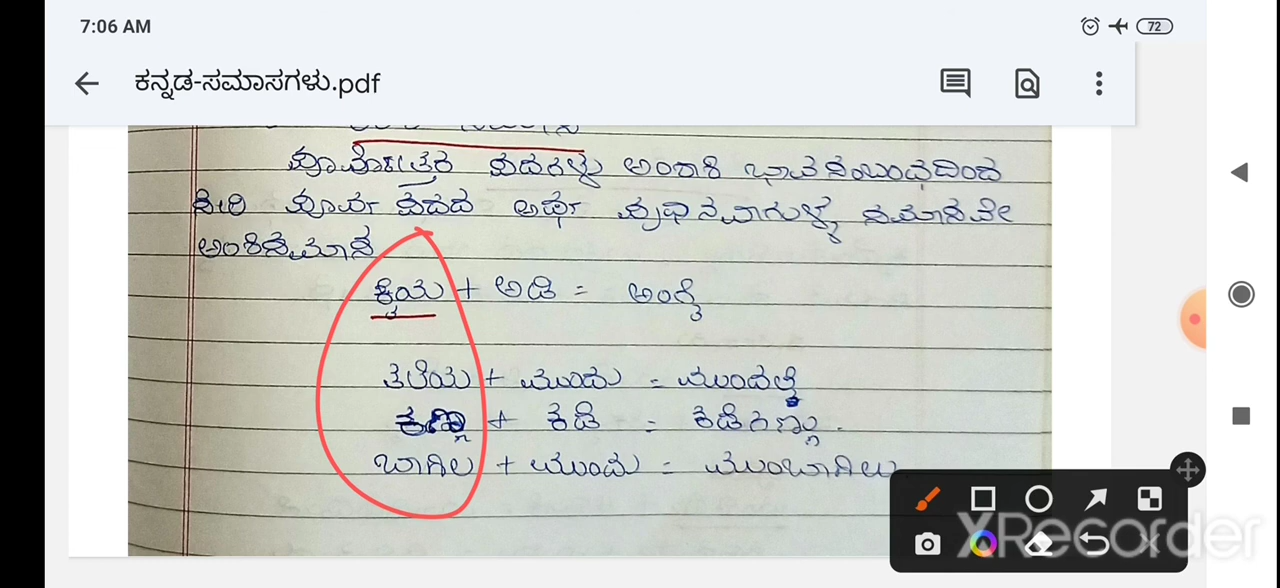 7:06 AM
72
ಕನ್ನಡ-ಸಮಾಸಗಳು.pdf
ಪೂರ್ವೋತ್ತರ ಪದಗಳು ಅಂಶಾಶಿ ಭಾವ ಸಂಬಂಧದಿಂದ
ಸೇರಿ ಪೂರ್ವ ಪದದ ಅರ್ಥ ಪ್ರಧಾನವಾಗುಳ್ಳ ಸಮಾಸವೇ
ಅಂಶಿಸಮಾಸ
ಕೈಯ + ಅಡಿ = ಅಂಗೈ
ತಲೆಯ + ಮುಂದು = ಮುಂದಲೆ
ಕಣ್ಣಾ + ಕಡೆ = ಕಡೆಗಣ್ಣು .
ಬಾಗಿಲ + ಮುಂದು = ಮುಂಬಾಗಿಲು
XRecorder